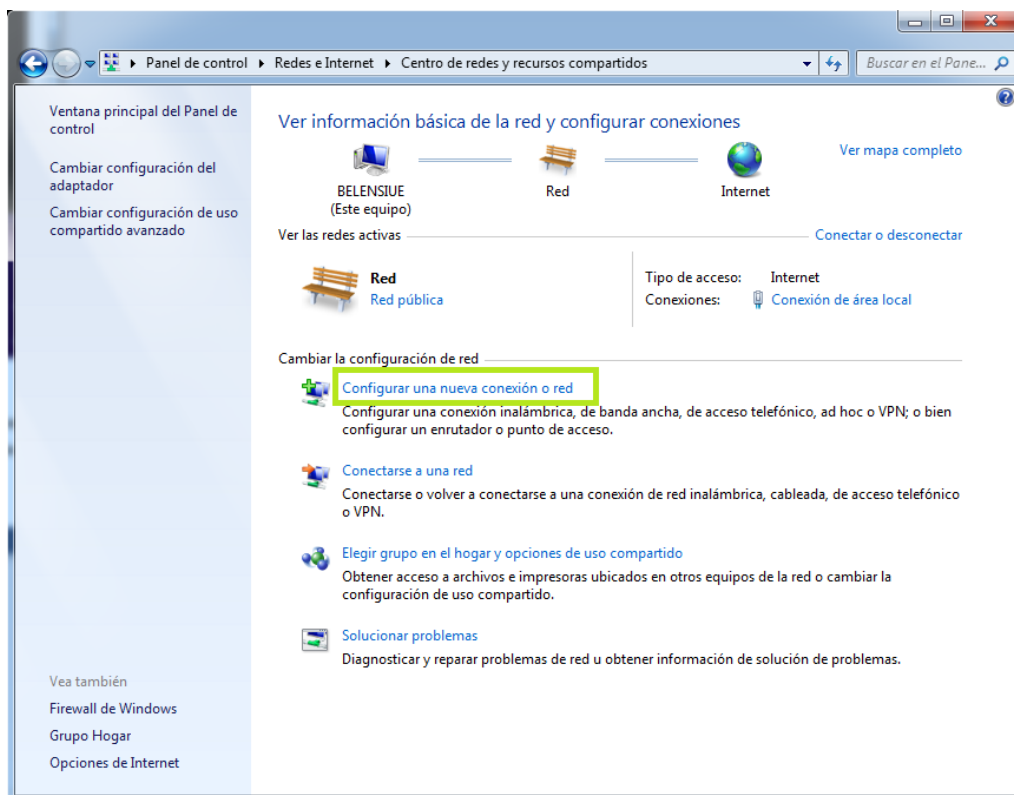 Panel de control ▸ Redes e Internet ▸ Centro de redes y recursos compartidos
Buscar en el Pane...
Ventana principal del Panel de
control
Cambiar configuración del
adaptador
Cambiar configuración de uso
compartido avanzado
Vea también
Firewall de Windows
Grupo Hogar
Opciones de Internet
Ver información básica de la red y configurar conexiones
BELENSIUE
(Este equipo)
Red
Internet
Ver mapa completo
Ver las redes activas
Conectar o desconectar
Red
Red pública
Tipo de acceso: Internet
Conexiones: Conexión de área local
Cambiar la configuración de red
Configurar una nueva conexión o red
Configurar una conexión inalámbrica, de banda ancha, de acceso telefónico, ad hoc o VPN; o bien
configurar un enrutador o punto de acceso.
Conectarse a una red
Conectarse o volver a conectarse a una conexión de red inalámbrica, cableada, de acceso telefónico
o VPN.
Elegir grupo en el hogar y opciones de uso compartido
Obtener acceso a archivos e impresoras ubicados en otros equipos de la red o cambiar la
configuración de uso compartido.
Solucionar problemas
Diagnosticar y reparar problemas de red u obtener información de solución de problemas.